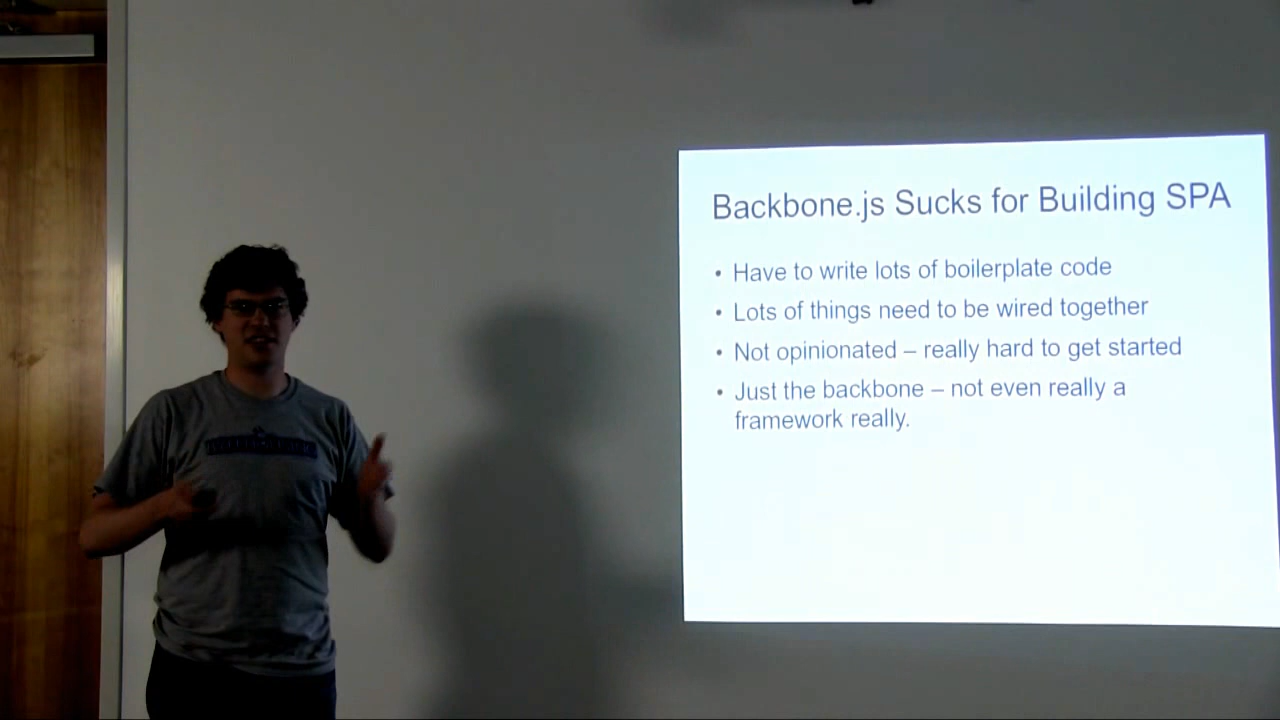 Backbone.js Sucks for Building SPA
• Have to write lots of boilerplate code
• Lots of things need to be wired together
• Not opinionated – really hard to get started
• Just the backbone – not even really a
framework really.